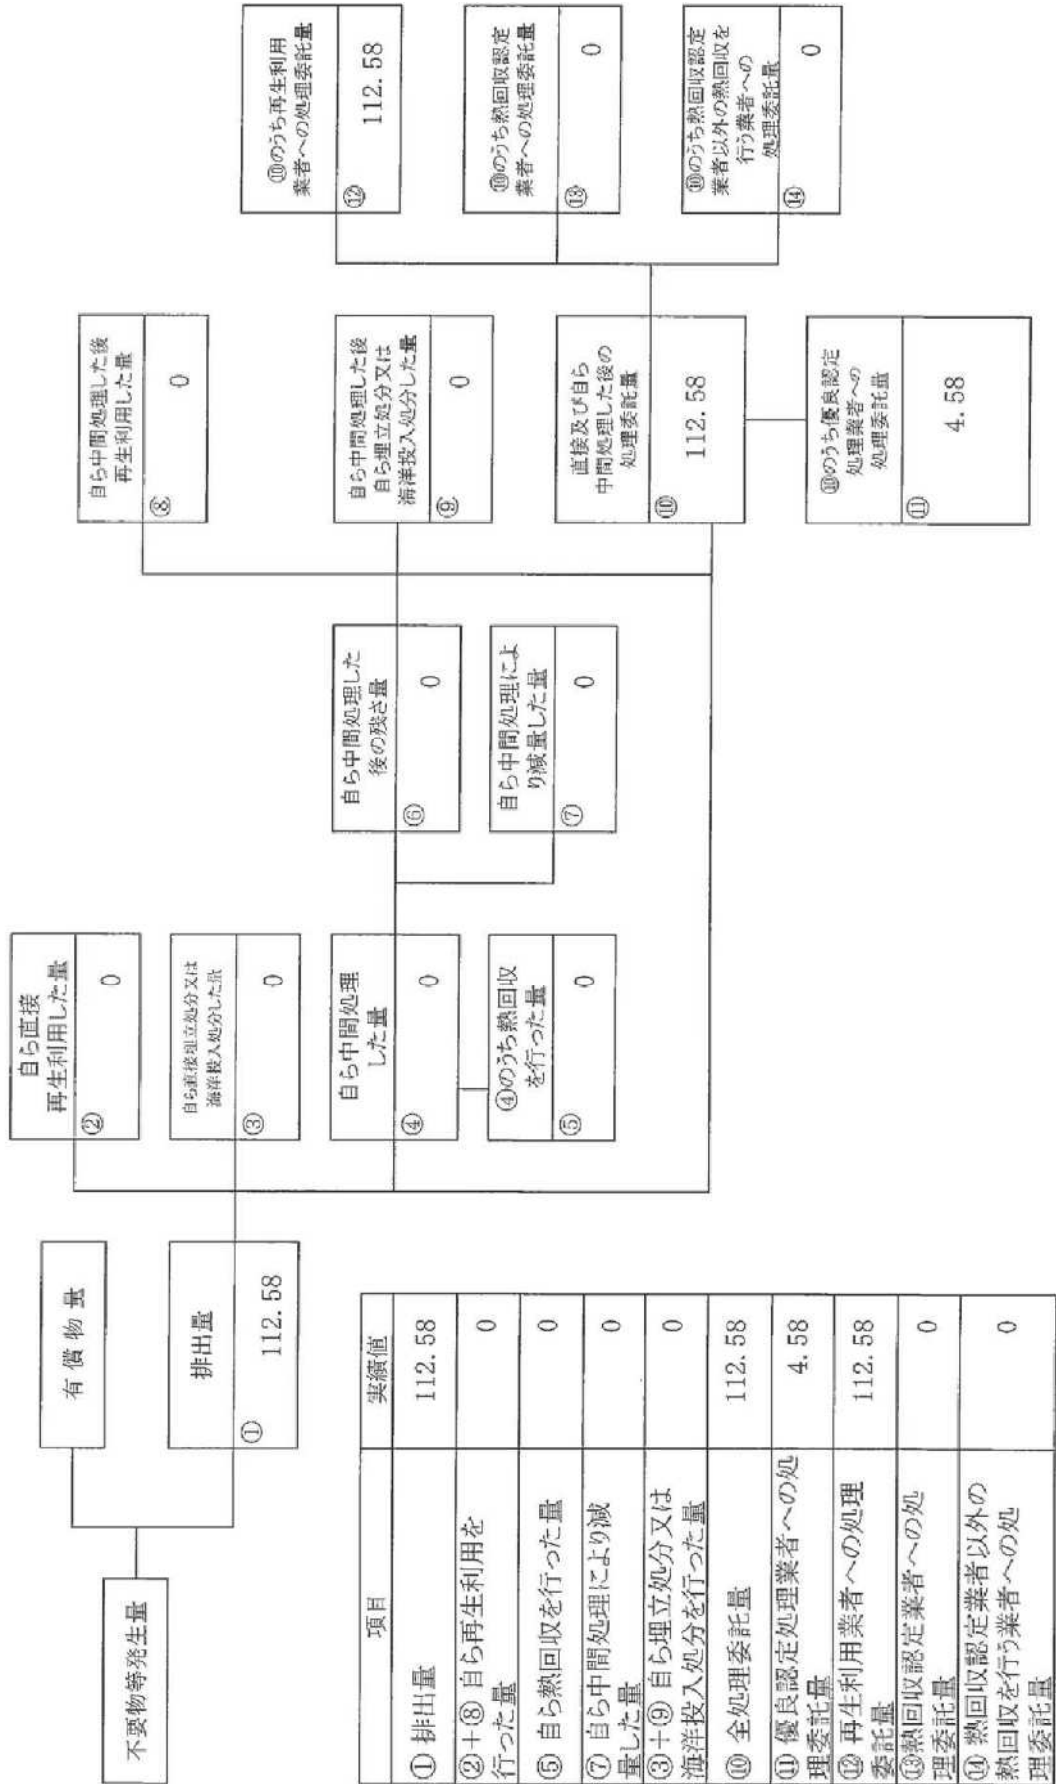 不要物等発生量
有償物量
排出量
①
112.58
自ら直接
再生利用した量
②
0
自ら直接埋立処分又は
海洋投入処分した量
③
0
自ら中間処理
した量
④
0
④のうち熱回収
を行った量
⑤
0
自ら中間処理した
後の残さ量
⑥
0
自ら中間処理によ
り減量した量
⑦
0
自ら中間処理した後
再生利用した量
⑧
0
自ら中間処理した後
自ら埋立処分又は
海洋投入処分した量
⑨
0
直接及び自ら
中間処理した後の
処理委託量
⑩
112.58
⑩のうち優良認定
処理業者への
処理委託量
⑪
4.58
⑩のうち再生利用
業者への処理委託量
⑫
112.58
⑩のうち熱回収認定
業者への処理委託量
⑬
0
⑩のうち熱回収認定
業者以外の熱回収を
行う業者への
処理委託量
⑭
0
項目 実績値
① 排出量 112.58
②+⑧ 自ら再生利用を
行った量 0
⑤ 自ら熱回収を行った量 0
⑦ 自ら中間処理により減
量した量 0
③+⑨ 自ら埋立処分又は
海洋投入処分を行った量 0
⑩ 全処理委託量 112.58
⑪ 優良認定処理業者への処
理委託量 4.58
⑫ 再生利用業者への処理
委託量 112.58
⑬熱回収認定業者への処
理委託量 0
⑭ 熱回収認定業者以外の
熱回収を行う業者への処
理委託量 0